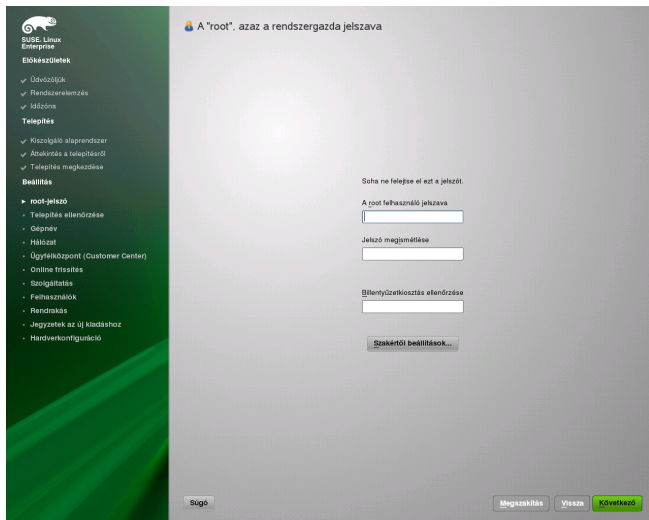 SUSE. Linux
Enterprise
Előkészületek
Üdvözöljük
Rendszerelemzés
Időzóna
Telepítés
Kiszolgáló alaprendszer
Áttekintés a telepítésről
Telepítés megkezdése
Beállítás
root-jelszó
Telepítés ellenőrzése
Gépnév
Hálózat
Ügyfélközpont (Customer Center)
Online frissítés
Szolgáltatás
Felhasználók
Rendrakás
Jegyzetek az új kiadáshoz
Hardverkonfiguráció
A "root", azaz a rendszergazda jelszava
Soha ne felejtse el ezt a jelszót.
A root felhasználó jelszava
Jelszó megismétlése
Billentyűzetkiosztás ellenőrzése
Szakértői beállítások...
Súgó
Megszakítás
Vissza
Következő